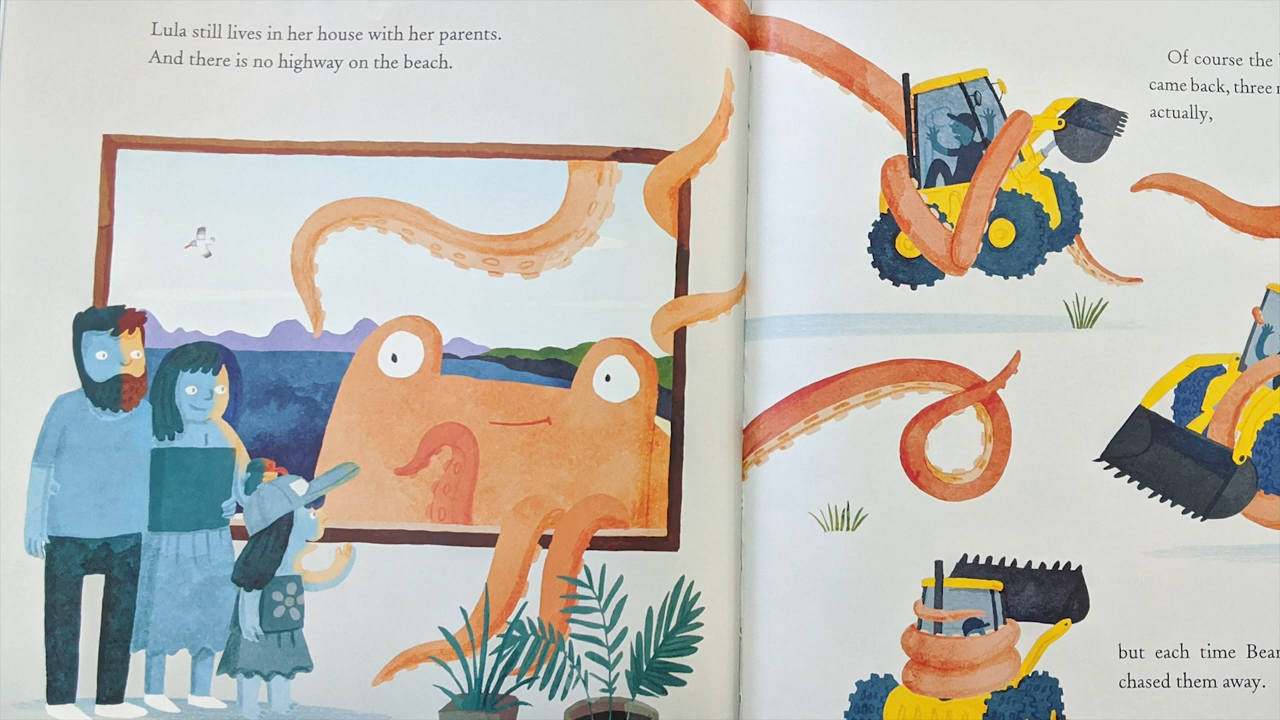 Lula still lives in her house with her parents.
And there is no highway on the beach.
Of course the
came back, three
actually,
but each time
chased them away.